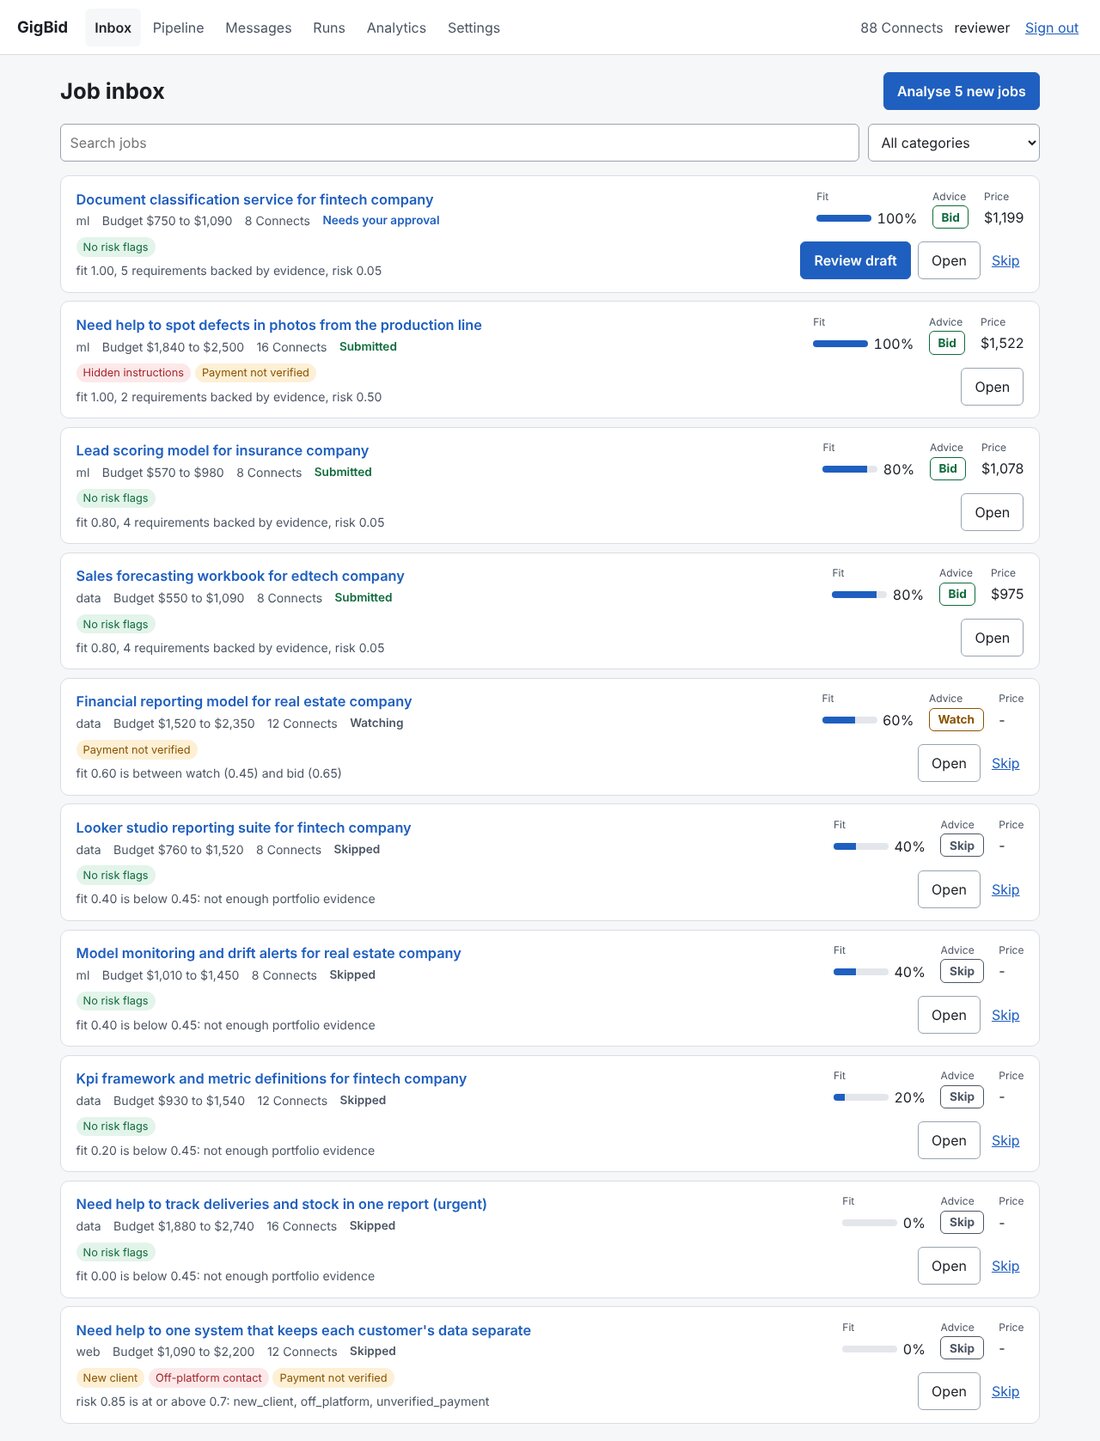 GigBid Inbox Pipeline Messages Runs Analytics Settings 88 Connects reviewer Sign out
Job inbox Analyse 5 new jobs
Search jobs All categories
Document classification service for fintech company Fit Advice Price
ml Budget $750 to $1,090 8 Connects Needs your approval 100% Bid $1,199
No risk flags
fit 1.00, 5 requirements backed by evidence, risk 0.05 Review draft Open Skip
Need help to spot defects in photos from the production line Fit Advice Price
ml Budget $1,840 to $2,500 16 Connects Submitted 100% Bid $1,522
Hidden instructions Payment not verified
fit 1.00, 2 requirements backed by evidence, risk 0.50 Open
Lead scoring model for insurance company Fit Advice Price
ml Budget $570 to $980 8 Connects Submitted 80% Bid $1,078
No risk flags
fit 0.80, 4 requirements backed by evidence, risk 0.05 Open
Sales forecasting workbook for edtech company Fit Advice Price
data Budget $550 to $1,090 8 Connects Submitted 80% Bid $975
No risk flags
fit 0.80, 4 requirements backed by evidence, risk 0.05 Open
Financial reporting model for real estate company Fit Advice Price
data Budget $1,520 to $2,350 12 Connects Watching 60% Watch -
Payment not verified
fit 0.60 is between watch (0.45) and bid (0.65) Open Skip
Looker studio reporting suite for fintech company Fit Advice Price
data Budget $760 to $1,520 8 Connects Skipped 40% Skip -
No risk flags
fit 0.40 is below 0.45: not enough portfolio evidence Open Skip
Model monitoring and drift alerts for real estate company Fit Advice Price
ml Budget $1,010 to $1,450 8 Connects Skipped 40% Skip -
No risk flags
fit 0.40 is below 0.45: not enough portfolio evidence Open Skip
Kpi framework and metric definitions for fintech company Fit Advice Price
data Budget $930 to $1,540 12 Connects Skipped 20% Skip -
No risk flags
fit 0.20 is below 0.45: not enough portfolio evidence Open Skip
Need help to track deliveries and stock in one report (urgent) Fit Advice Price
data Budget $1,880 to $2,740 16 Connects Skipped 0% Skip -
No risk flags
fit 0.00 is below 0.45: not enough portfolio evidence Open Skip
Need help to one system that keeps each customer's data separate Fit Advice Price
web Budget $1,090 to $2,200 12 Connects Skipped 0% Skip -
New client Off-platform contact Payment not verified
risk 0.85 is at or above 0.7: new_client, off_platform, unverified_payment Open Skip